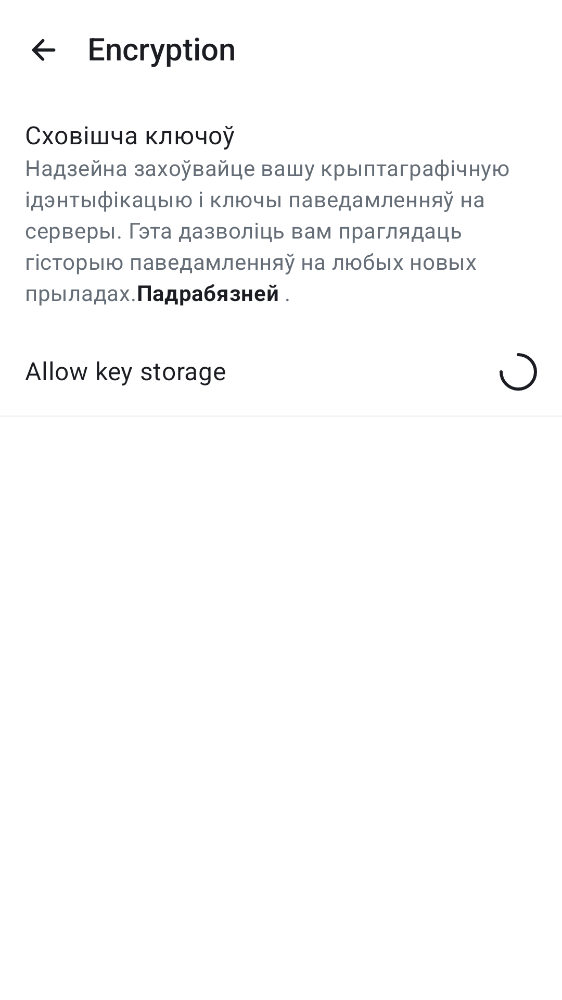 Encryption
Сховішча ключоў
Надзейна захоўвайце вашу крыптаграфічную
ідэнтыфікацыю і ключы паведамленняў на
серверы. Гэта дазволіць вам праглядаць
гісторыю паведамленняў на любых новых
прыладах.Падрабязней .
Allow key storage